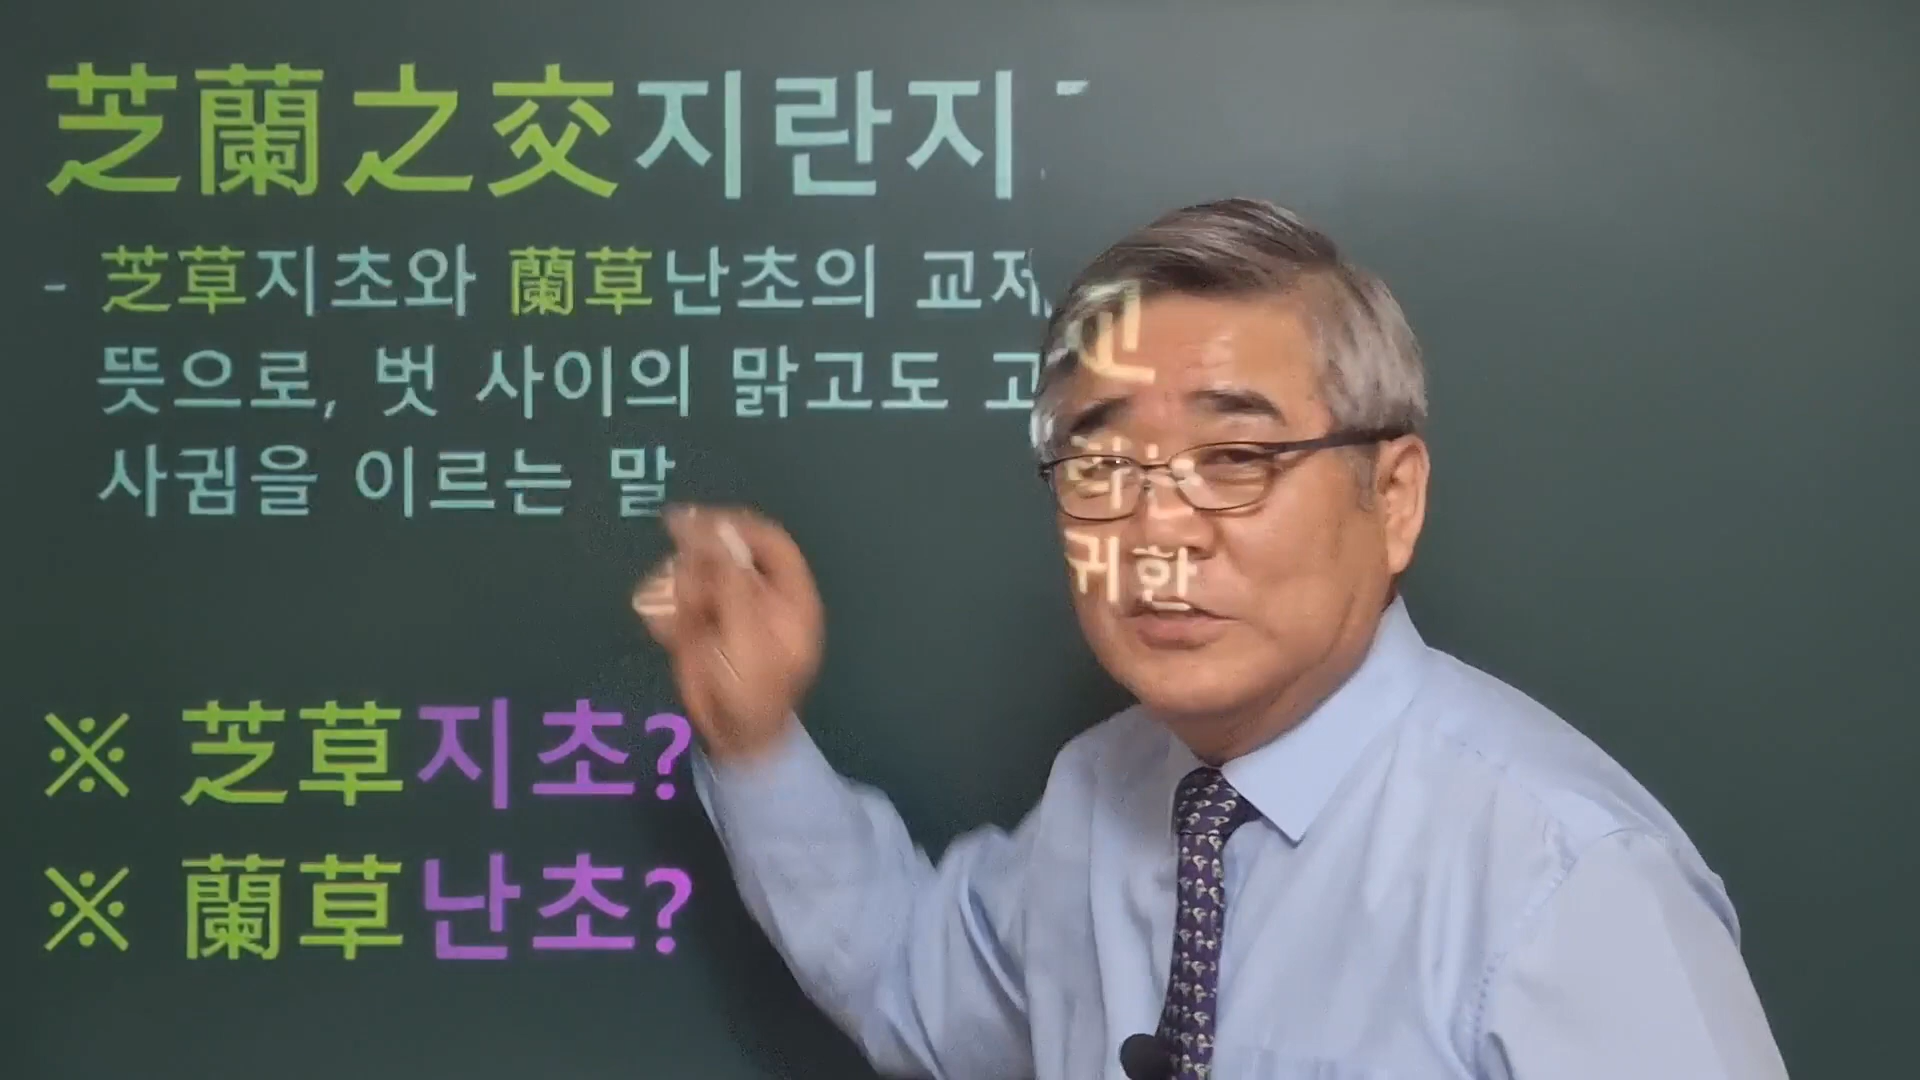 芝蘭之交지란지
- 芝草지초와 蘭草난초의 교제
뜻으로, 벗 사이의 맑고도 고귀한
사귐을 이르는 말
※ 芝草지초?
※ 蘭草난초?